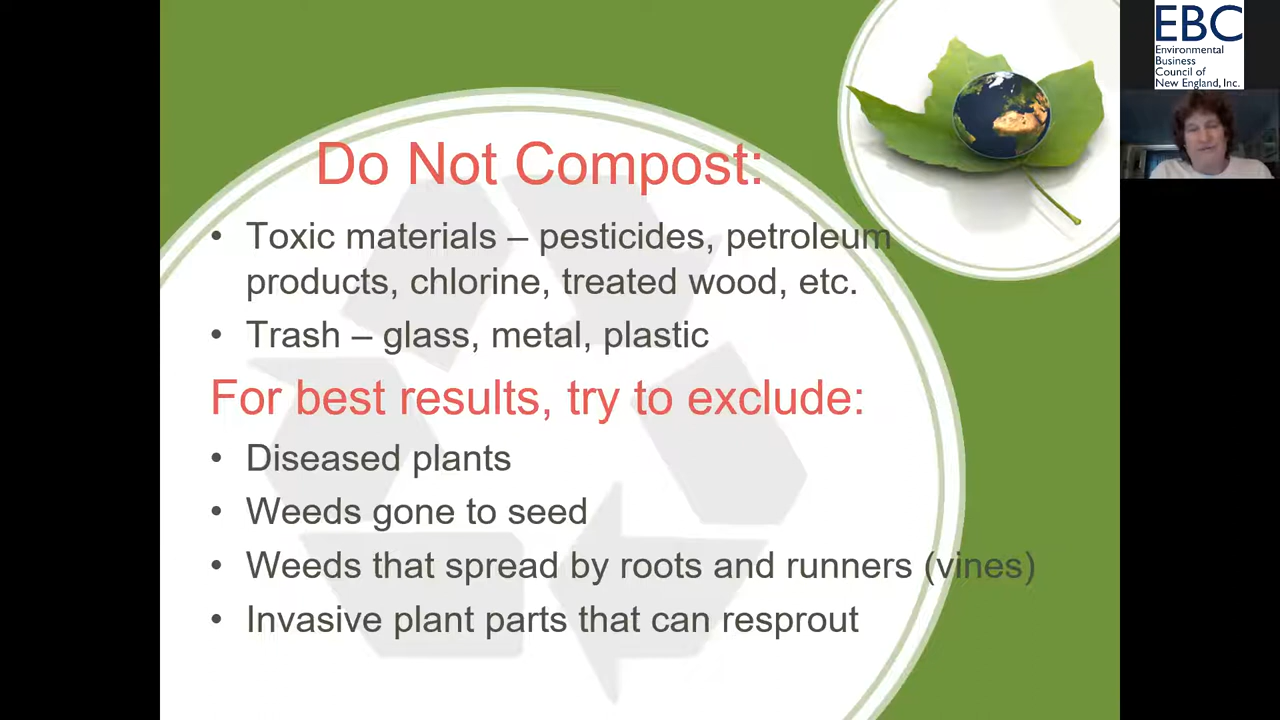 Do Not Compost:
• Toxic materials – pesticides, petroleum
products, chlorine, treated wood, etc.
• Trash – glass, metal, plastic
For best results, try to exclude:
• Diseased plants
• Weeds gone to seed
• Weeds that spread by roots and runners (vines)
• Invasive plant parts that can resprout
EBC
Environmental
Business
Council of
New England, Inc.